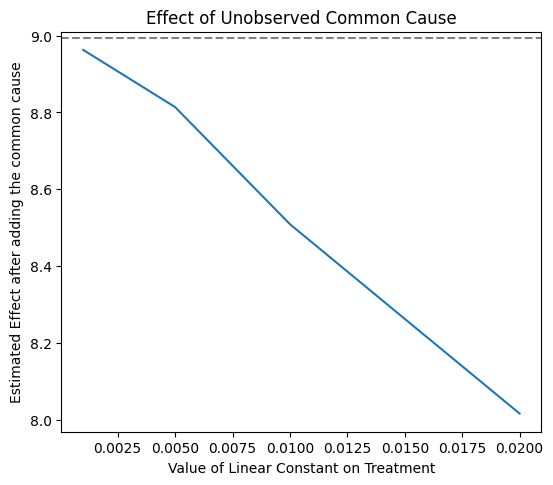 Effect of Unobserved Common Cause
Estimated Effect after adding the common cause
9.0
8.8
8.6
8.4
8.2
8.0
0.0025 0.0050 0.0075 0.0100 0.0125 0.0150 0.0175 0.0200
Value of Linear Constant on Treatment